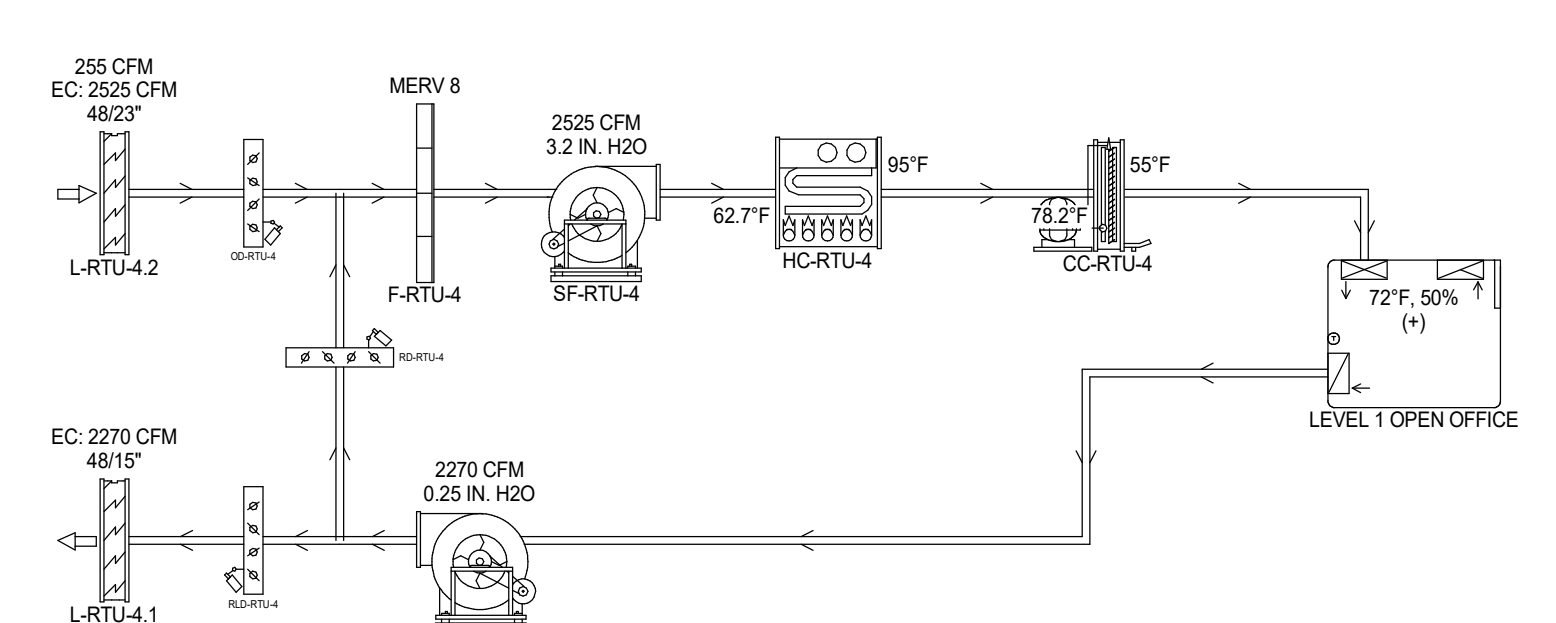 255 CFM
EC: 2525 CFM
48/23"
L-RTU-4.2
OD-RTU-4
MERV 8
F-RTU-4
2525 CFM
3.2 IN. H2O
SF-RTU-4
62.7°F
95°F
HC-RTU-4
78.2°F
55°F
CC-RTU-4
72°F, 50%
(+)
T
LEVEL 1 OPEN OFFICE
RD-RTU-4
EC: 2270 CFM
48/15"
L-RTU-4.1
RLD-RTU-4
2270 CFM
0.25 IN. H2O